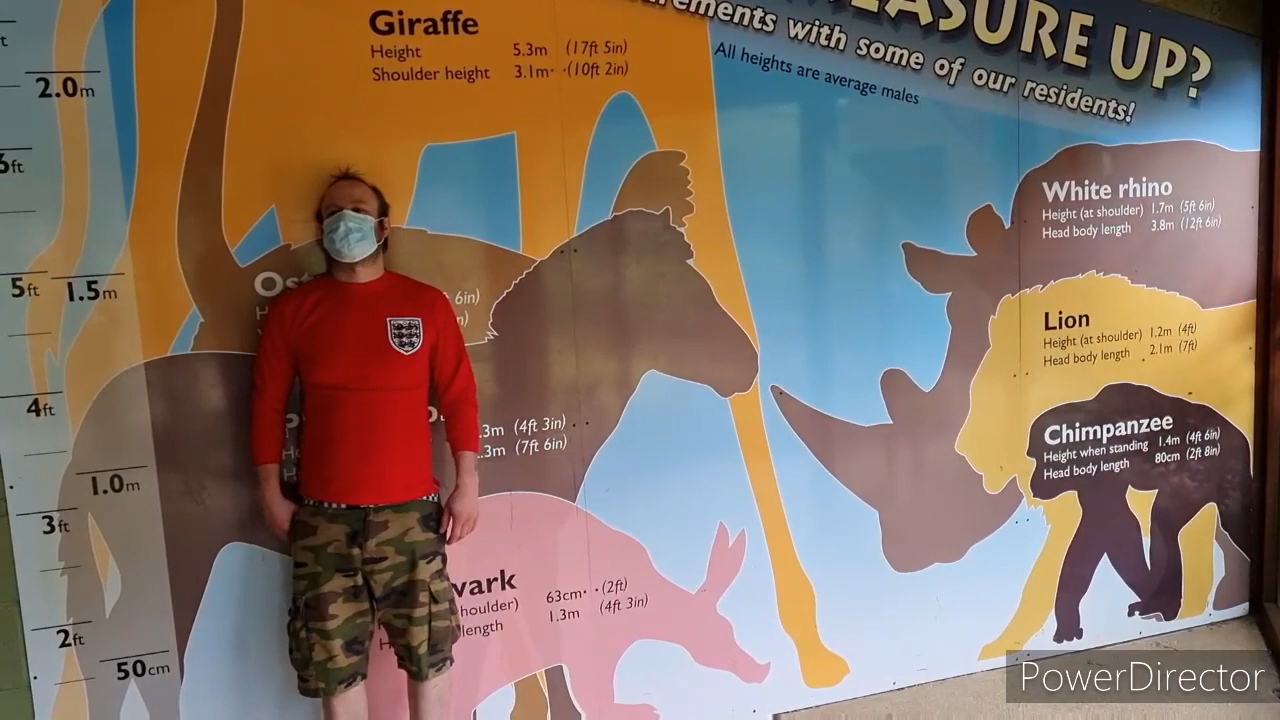 MEASURE UP?
with some of our residents!
All heights are average males
Giraffe
Height 5.3m (17ft 5in)
Shoulder height 3.1m (10ft 2in)
2.0m
5ft 1.5m
4ft
1.0m
3ft
2ft
50cm
6in)
.3m (4ft 3in)
.3m (7ft 6in)
vark
houlder) 63cm (2ft)
length 1.3m (4ft 3in)
White rhino
Height (at shoulder) 1.7m (5ft 6in)
Head body length 3.8m (12ft 6in)
Lion
Height (at shoulder) 1.2m (4ft)
Head body length 2.1m (7ft)
Chimpanzee
Height when standing 1.4m (4ft 6in)
Head body length 80cm (2ft 8in)
PowerDirector